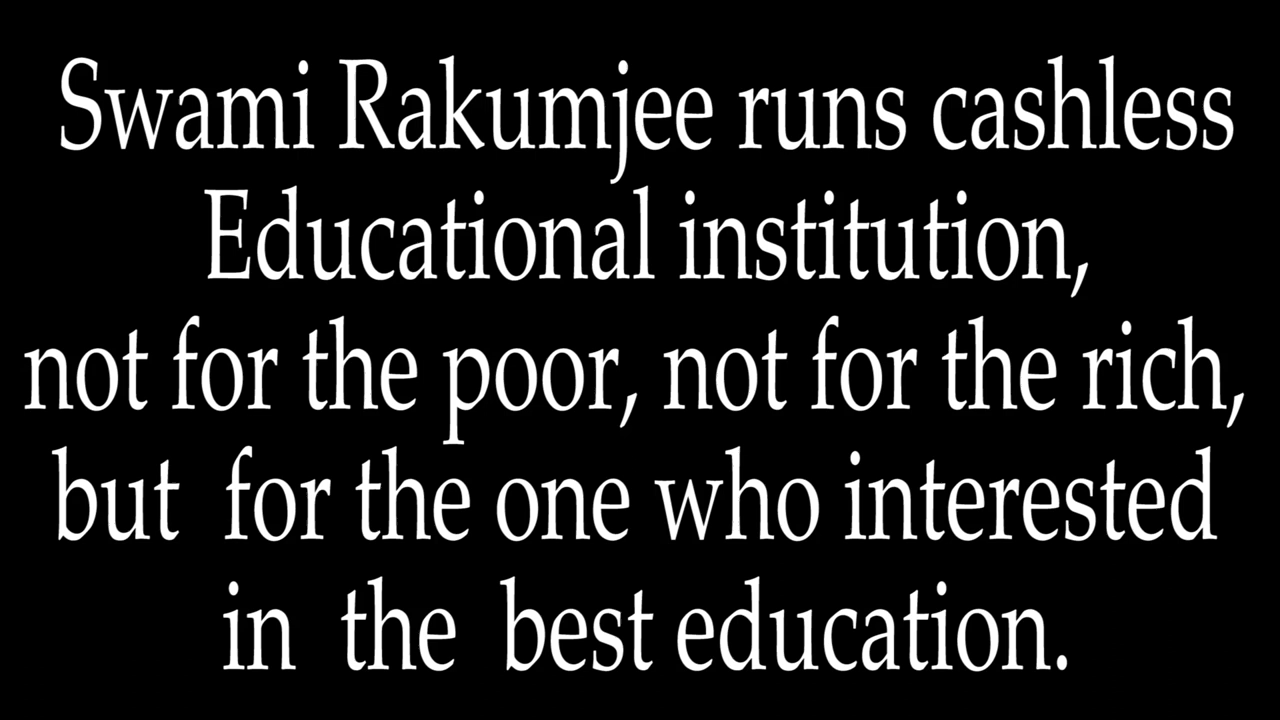 Swami Rakumjee runs cashless
Educational institution,
not for the poor, not for the rich,
but for the one who interested
in the best education.